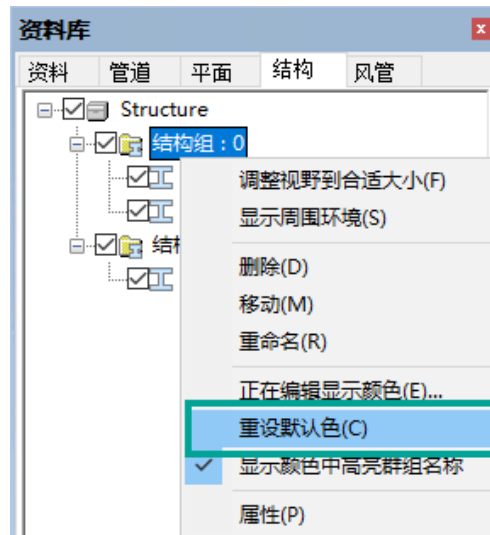 资料库
资料 管道 平面 结构 风管
Structure
结构组：0
调整视野到合适大小(F)
显示周围环境(S)
结构
删除(D)
移动(M)
重命名(R)
正在编辑显示颜色(E)...
重设默认色(C)
显示颜色中高亮群组名称
属性(P)